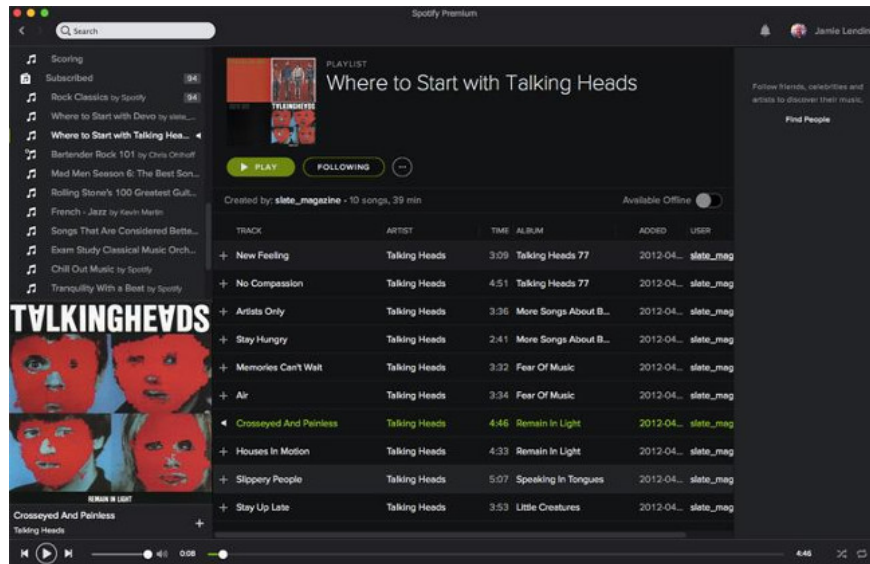 Spotify Premium
Search
Jamie Lendin
Scoring
Subscribed 94
Rock Classics by Spotify 94
Where to Start with Devo by slate_...
Where to Start with Talking Hea...
Bartender Rock 101 by Chris Ohlhoff
Mad Men Season 6: The Best Son...
Rolling Stone's 100 Greatest Guit...
French - Jazz by Kevin Martin
Songs That Are Considered Bette...
Exam Study Classical Music Orch...
Chill Out Music by Spotify
Tranquility With a Beat by Spotify
TALKINGHEADS
REMAIN IN LIGHT
Crosseyed And Painless
Talking Heads
PLAYLIST
Where to Start with Talking Heads
TALKINGHEADS
PLAY FOLLOWING
Created by: slate_magazine • 10 songs, 39 min Available Offline
TRACK ARTIST TIME ALBUM ADDED USER
+ New Feeling Talking Heads 3:09 Talking Heads 77 2012-04... slate_mag
+ No Compassion Talking Heads 4:51 Talking Heads 77 2012-04... slate_mag
+ Artists Only Talking Heads 3:36 More Songs About B... 2012-04... slate_mag
+ Stay Hungry Talking Heads 2:41 More Songs About B... 2012-04... slate_mag
+ Memories Can't Wait Talking Heads 3:32 Fear Of Music 2012-04... slate_mag
+ Air Talking Heads 3:34 Fear Of Music 2012-04... slate_mag
Crosseyed And Painless Talking Heads 4:46 Remain In Light 2012-04... slate_mag
+ Houses In Motion Talking Heads 4:33 Remain In Light 2012-04... slate_mag
+ Slippery People Talking Heads 5:07 Speaking In Tongues 2012-04... slate_mag
+ Stay Up Late Talking Heads 3:53 Little Creatures 2012-04... slate_mag
Follow friends, celebrities and
artists to discover their music.
Find People
0:08 4:46